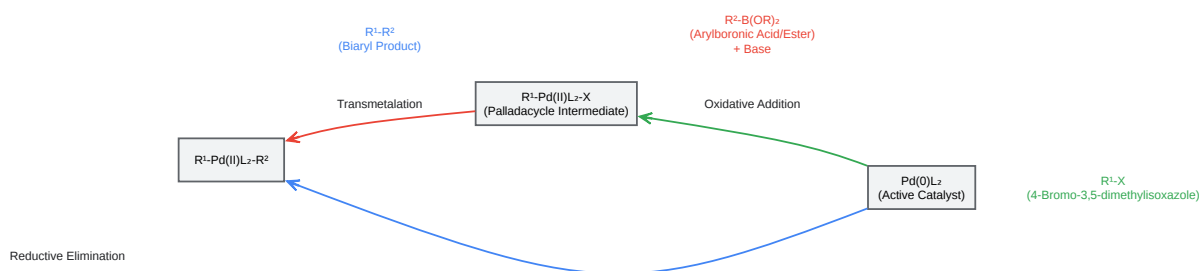 R¹-R²
(Biaryl Product)
R²-B(OR)₂
(Arylboronic Acid/Ester)
+ Base
Transmetalation
R¹-Pd(II)L₂-X
(Palladacycle Intermediate)
Oxidative Addition
R¹-Pd(II)L₂-R²
Pd(0)L₂
(Active Catalyst)
R¹-X
(4-Bromo-3,5-dimethylisoxazole)
Reductive Elimination